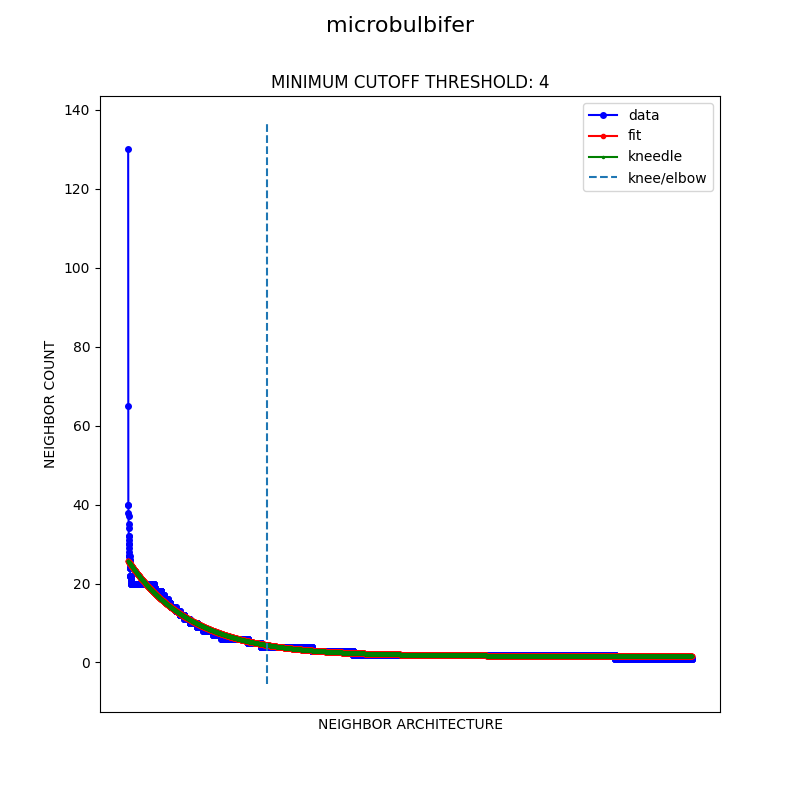 microbulbifer
MINIMUM CUTOFF THRESHOLD: 4
data
fit
kneedle
knee/elbow
NEIGHBOR COUNT
140
120
100
80
60
40
20
0
NEIGHBOR ARCHITECTURE